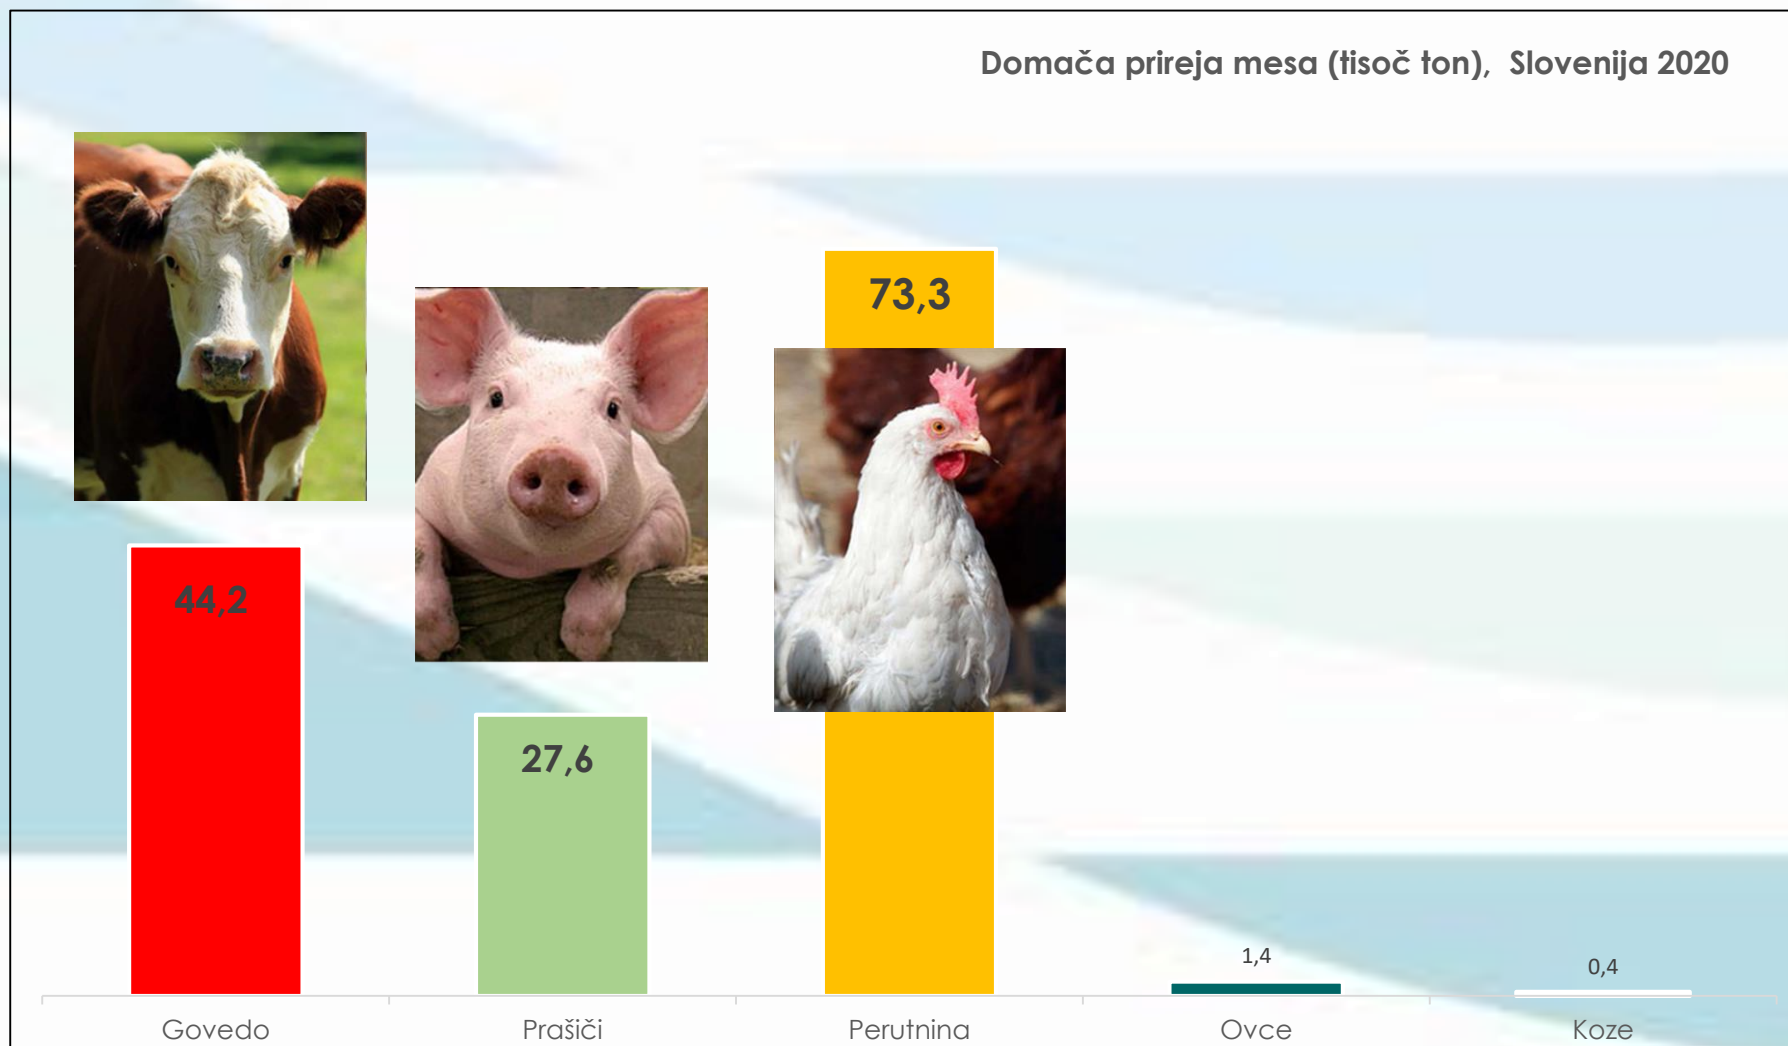 Domača prireja mesa (tisoč ton), Slovenija 2020
73,3
44,2
27,6
1,4
0,4
Govedo
Prašiči
Perutnina
Ovce
Koze